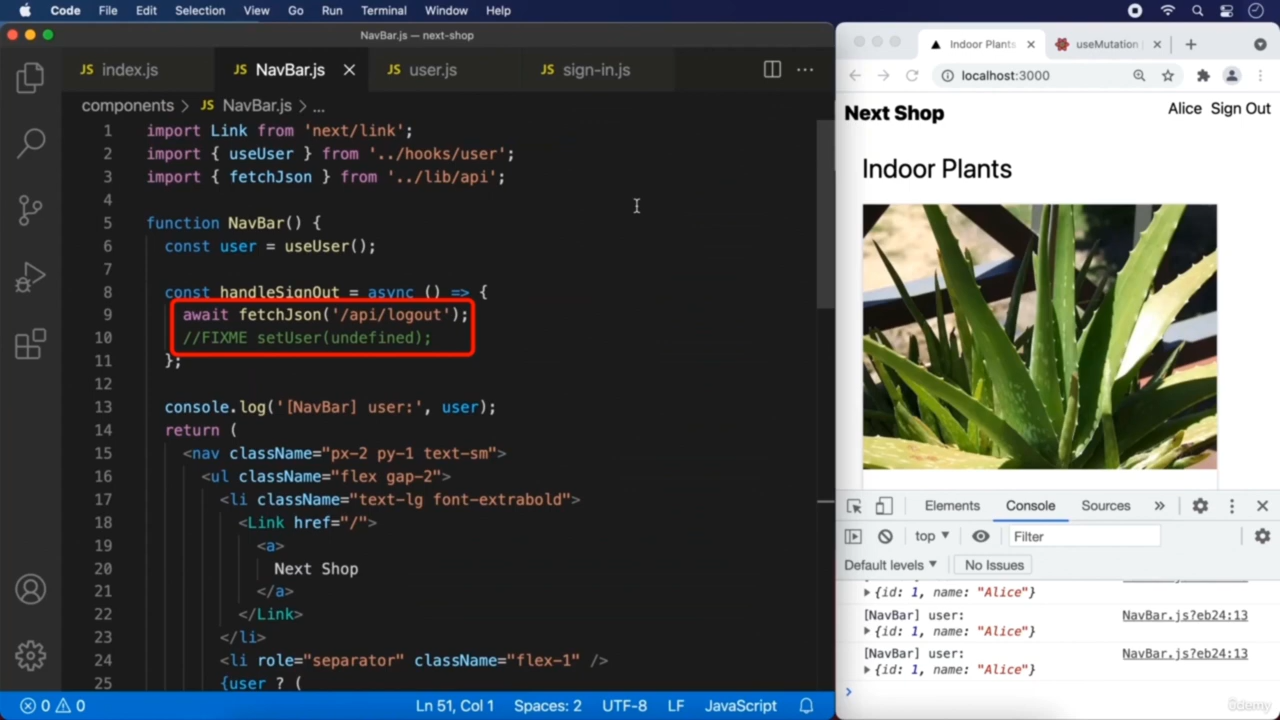 Code File Edit Selection View Go Run Terminal Window Help
NavBar.js — next-shop
JS index.js JS NavBar.js JS user.js JS sign-in.js
components > JS NavBar.js > ...
1 import Link from 'next/link';
2 import { useUser } from '../hooks/user';
3 import { fetchJson } from '../lib/api';
4
5 function NavBar() {
6 const user = useUser();
7
8 const handleSignOut = async () => {
9 await fetchJson('/api/logout');
10 //FIXME setUser(undefined);
11 };
12
13 console.log('[NavBar] user:', user);
14 return (
15 <nav className="px-2 py-1 text-sm">
16 <ul className="flex gap-2">
17 <li className="text-lg font-extrabold">
18 <Link href="/">
19 <a>
20 Next Shop
21 </a>
22 </Link>
23 </li>
24 <li role="separator" className="flex-1" />
25 {user ? (
0 0 Ln 51, Col 1 Spaces: 2 UTF-8 LF JavaScript
Indoor Plants useMutation
localhost:3000
Next Shop Alice Sign Out
Indoor Plants
Elements Console Sources »
top Filter
Default levels No Issues
{id: 1, name: "Alice"}
[NavBar] user: NavBar.js?eb24:13
{id: 1, name: "Alice"}
[NavBar] user: NavBar.js?eb24:13
{id: 1, name: "Alice"}
>
ûdemy